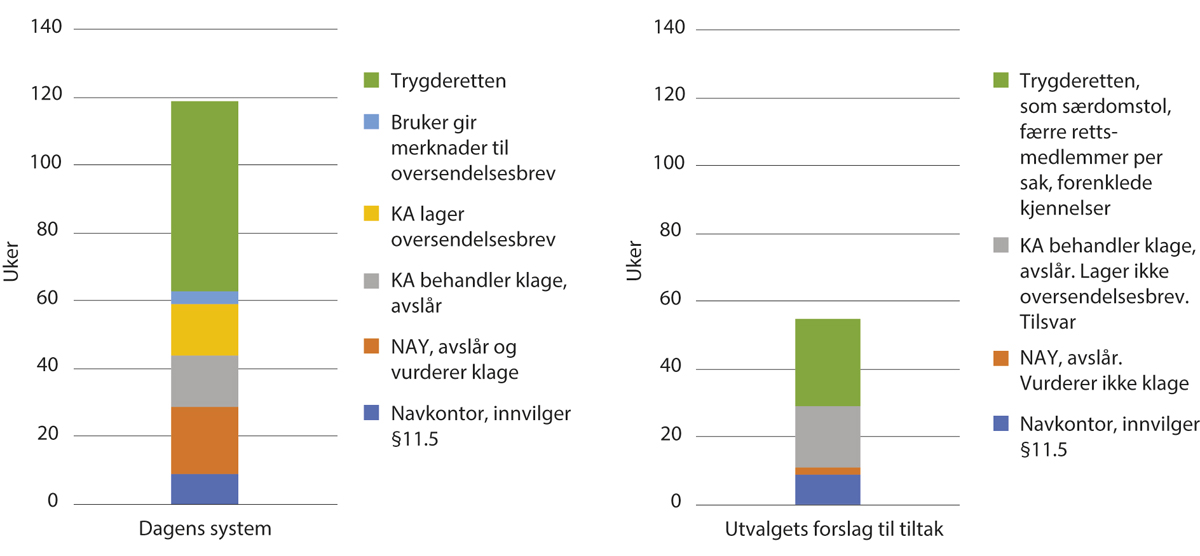 140
120
100
80
60
40
20
0
Uker
Dagens system
Trygderetten
Bruker gir
merknader til
oversendelsesbrev
KA lager
oversendelsesbrev
KA behandler klage,
avslår
NAY, avslår og
vurderer klage
Navkontor, innvilger
§11.5
140
120
100
80
60
40
20
0
Uker
Utvalgets forslag til tiltak
Trygderetten,
som særdomstol,
færre retts-
medlemmer per
sak, forenklede
kjennelser
KA behandler klage,
avslår. Lager ikke
oversendelsesbrev.
Tilsvar
NAY, avslår.
Vurderer ikke klage
Navkontor, innvilger
§11.5